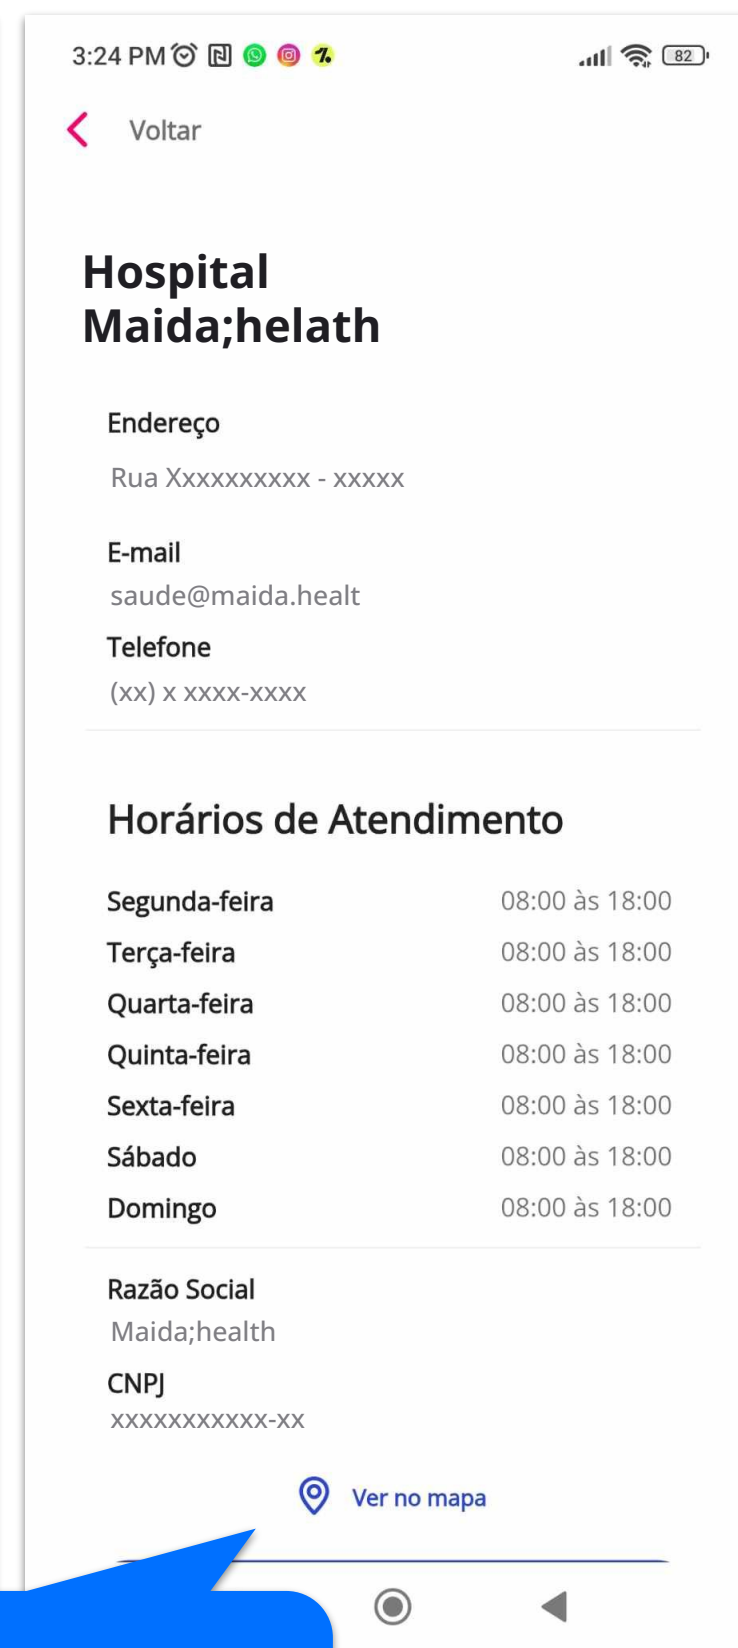 3:24 PM
82
Voltar
Hospital
Maida;helath
Endereço
Rua Xxxxxxxxxx - xxxxx
E-mail
saude@maida.healt
Telefone
(xx) x xxxx-xxxx
Horários de Atendimento
Segunda-feira 08:00 às 18:00
Terça-feira 08:00 às 18:00
Quarta-feira 08:00 às 18:00
Quinta-feira 08:00 às 18:00
Sexta-feira 08:00 às 18:00
Sábado 08:00 às 18:00
Domingo 08:00 às 18:00
Razão Social
Maida;health
CNPJ
xxxxxxxxxxx-xx
Ver no mapa